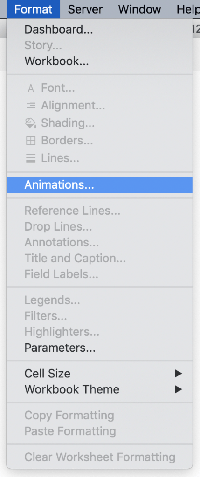 Format Server Window Help
Dashboard...
Story...
Workbook...
Font...
Alignment...
Shading...
Borders...
Lines...
Animations...
Reference Lines...
Drop Lines...
Annotations...
Title and Caption...
Field Labels...
Legends...
Filters...
Highlighters...
Parameters...
Cell Size
Workbook Theme
Copy Formatting
Paste Formatting
Clear Worksheet Formatting